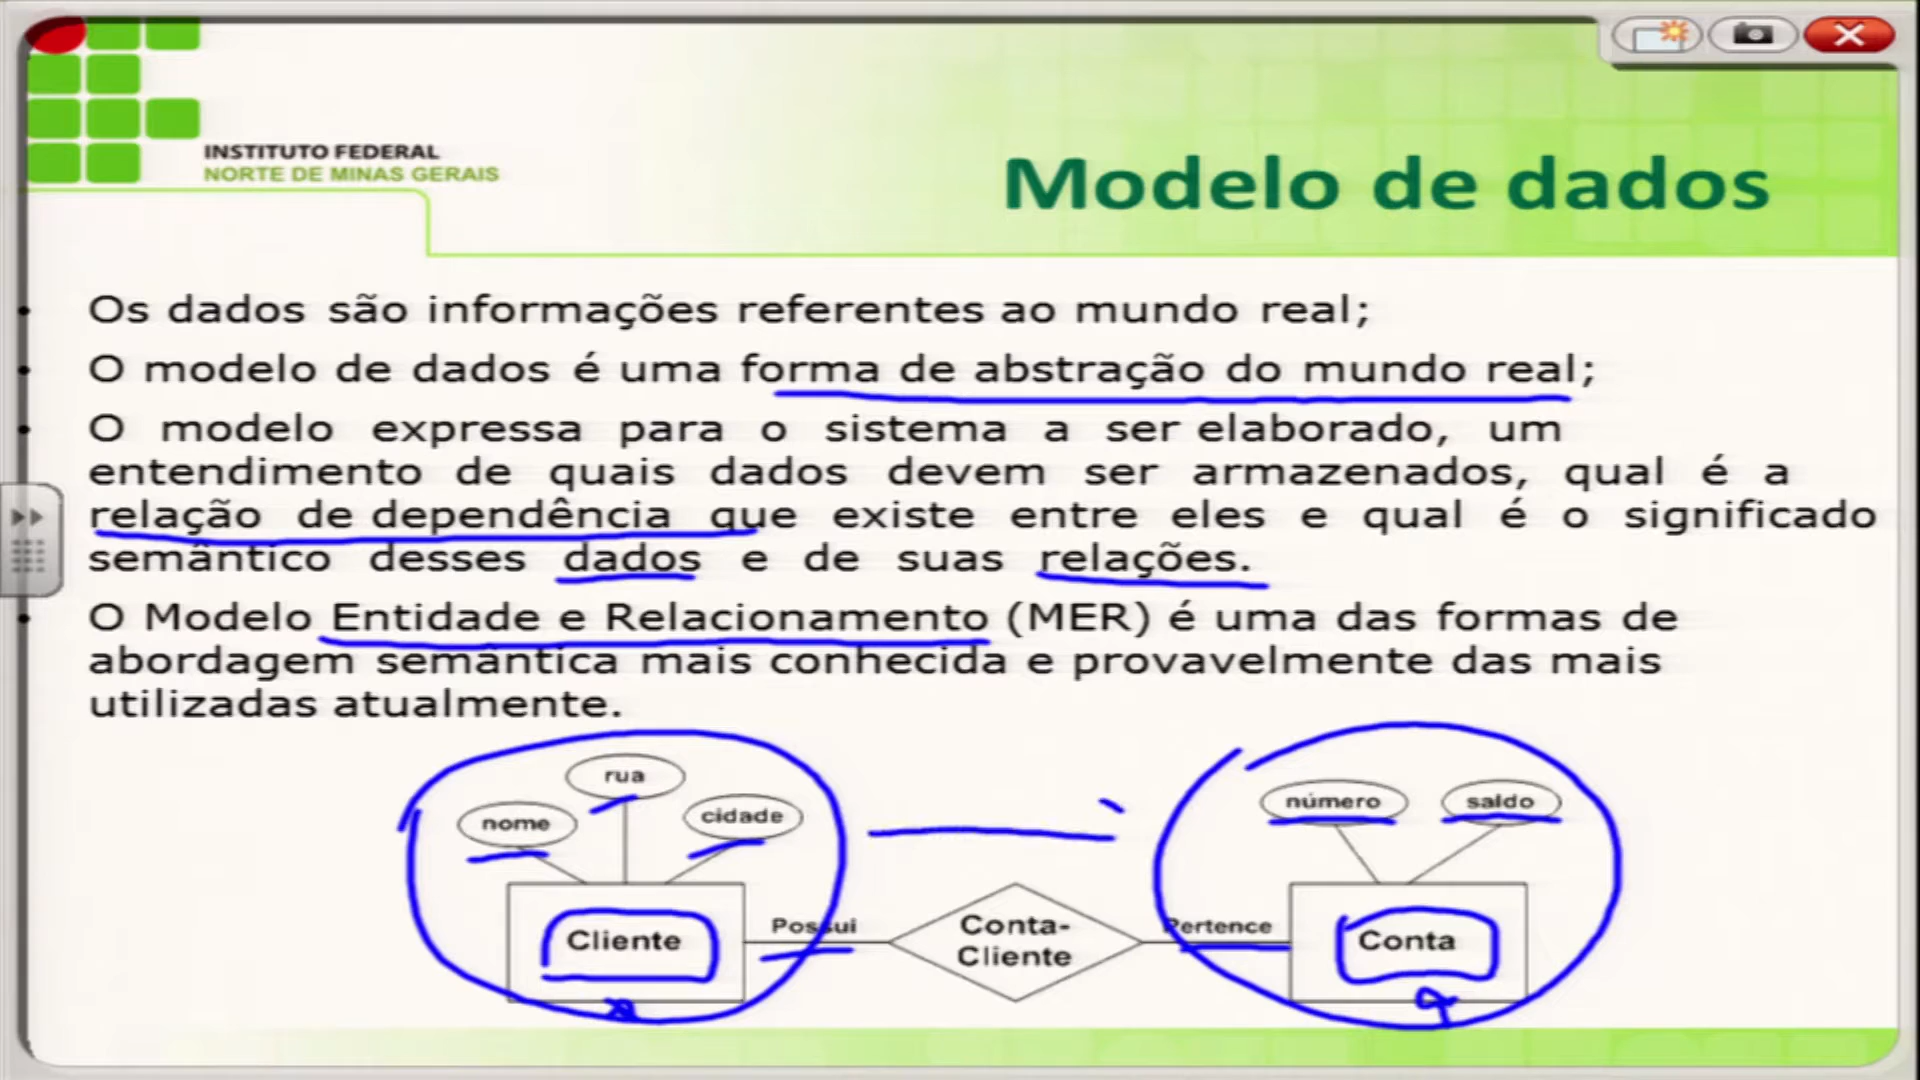 INSTITUTO FEDERAL
NORTE DE MINAS GERAIS
Modelo de dados
Os dados são informações referentes ao mundo real;
O modelo de dados é uma forma de abstração do mundo real;
O modelo expressa para o sistema a ser elaborado, um
entendimento de quais dados devem ser armazenados, qual é a
relação de dependência que existe entre eles e qual é o significado
semântico desses dados e de suas relações.
O Modelo Entidade e Relacionamento (MER) é uma das formas de
abordagem semântica mais conhecida e provavelmente das mais
utilizadas atualmente.
rua
nome
cidade
número
saldo
Cliente
Possui
Conta-
Cliente
Pertence
Conta